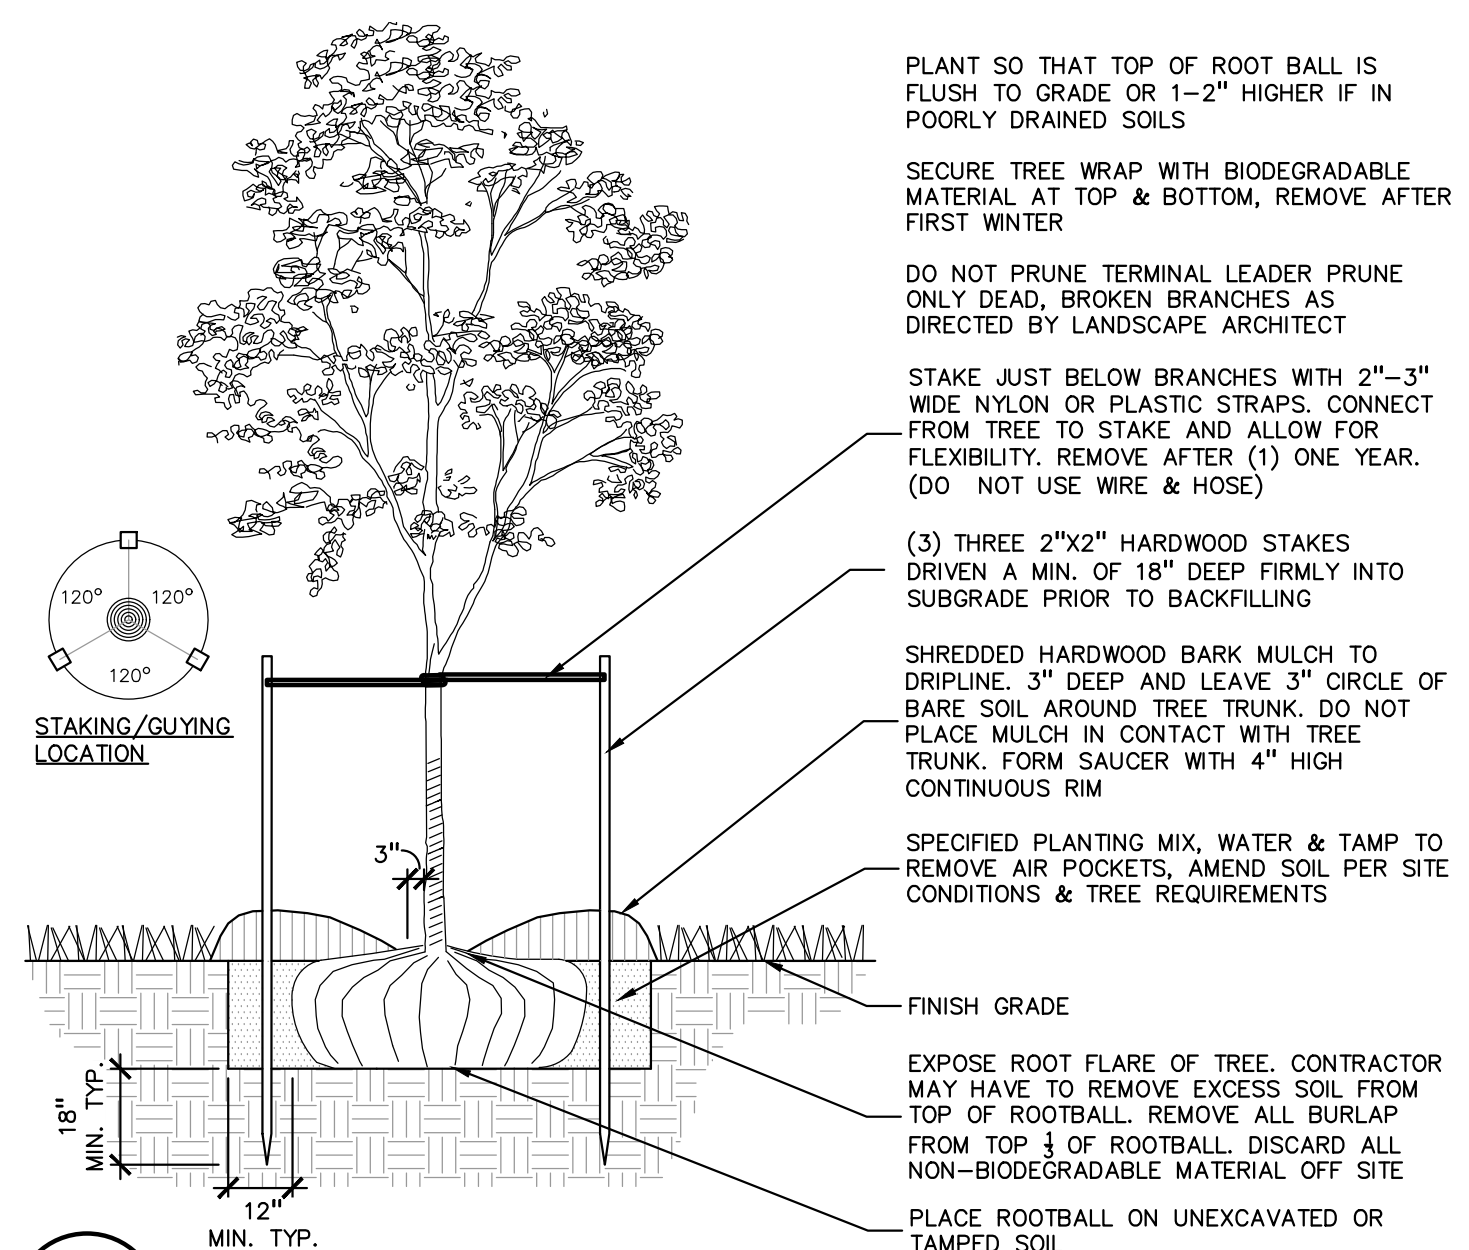 PLANT SO THAT TOP OF ROOT BALL IS
FLUSH TO GRADE OR 1-2" HIGHER IF IN
POORLY DRAINED SOILS
SECURE TREE WRAP WITH BIODEGRADABLE
MATERIAL AT TOP & BOTTOM, REMOVE AFTER
FIRST WINTER
DO NOT PRUNE TERMINAL LEADER PRUNE
ONLY DEAD, BROKEN BRANCHES AS
DIRECTED BY LANDSCAPE ARCHITECT
STAKE JUST BELOW BRANCHES WITH 2"-3"
WIDE NYLON OR PLASTIC STRAPS. CONNECT
FROM TREE TO STAKE AND ALLOW FOR
FLEXIBILITY. REMOVE AFTER (1) ONE YEAR.
(DO NOT USE WIRE & HOSE)
(3) THREE 2"X2" HARDWOOD STAKES
DRIVEN A MIN. OF 18" DEEP FIRMLY INTO
SUBGRADE PRIOR TO BACKFILLING
SHREDDED HARDWOOD BARK MULCH TO
DRIPLINE. 3" DEEP AND LEAVE 3" CIRCLE OF
BARE SOIL AROUND TREE TRUNK. DO NOT
PLACE MULCH IN CONTACT WITH TREE
TRUNK. FORM SAUCER WITH 4" HIGH
CONTINUOUS RIM
SPECIFIED PLANTING MIX, WATER & TAMP TO
REMOVE AIR POCKETS, AMEND SOIL PER SITE
CONDITIONS & TREE REQUIREMENTS
FINISH GRADE
EXPOSE ROOT FLARE OF TREE. CONTRACTOR
MAY HAVE TO REMOVE EXCESS SOIL FROM
TOP OF ROOTBALL. REMOVE ALL BURLAP
FROM TOP 1/3 OF ROOTBALL. DISCARD ALL
NON-BIODEGRADABLE MATERIAL OFF SITE
PLACE ROOTBALL ON UNEXCAVATED OR
TAMPED SOIL
120° 120°
120°
STAKING/GUYING
LOCATION
3"
18"
MIN. TYP.
12"
MIN. TYP.